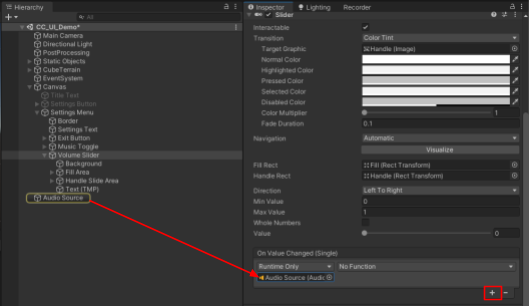 Hierarchy
All
CC_UI_Demo*
Main Camera
Directional Light
PostProcessing
Static Objects
CubeTerrain
EventSystem
Canvas
Title Text
Settings Button
Settings Menu
Border
Settings Text
Exit Button
Music Toggle
Volume Slider
Background
Fill Area
Handle Slide Area
Text (TMP)
Audio Source
Inspector
Lighting
Recorder
Slider
Interactable
Transition Color Tint
Target Graphic Handle (Image)
Normal Color
Highlighted Color
Pressed Color
Selected Color
Disabled Color
Color Multiplier 1
Fade Duration 0.1
Navigation Automatic
Visualize
Fill Rect Fill (Rect Transform)
Handle Rect Handle (Rect Transform)
Direction Left To Right
Min Value 0
Max Value 1
Whole Numbers
Value 0
On Value Changed (Single)
Runtime Only No Function
Audio Source (Audic